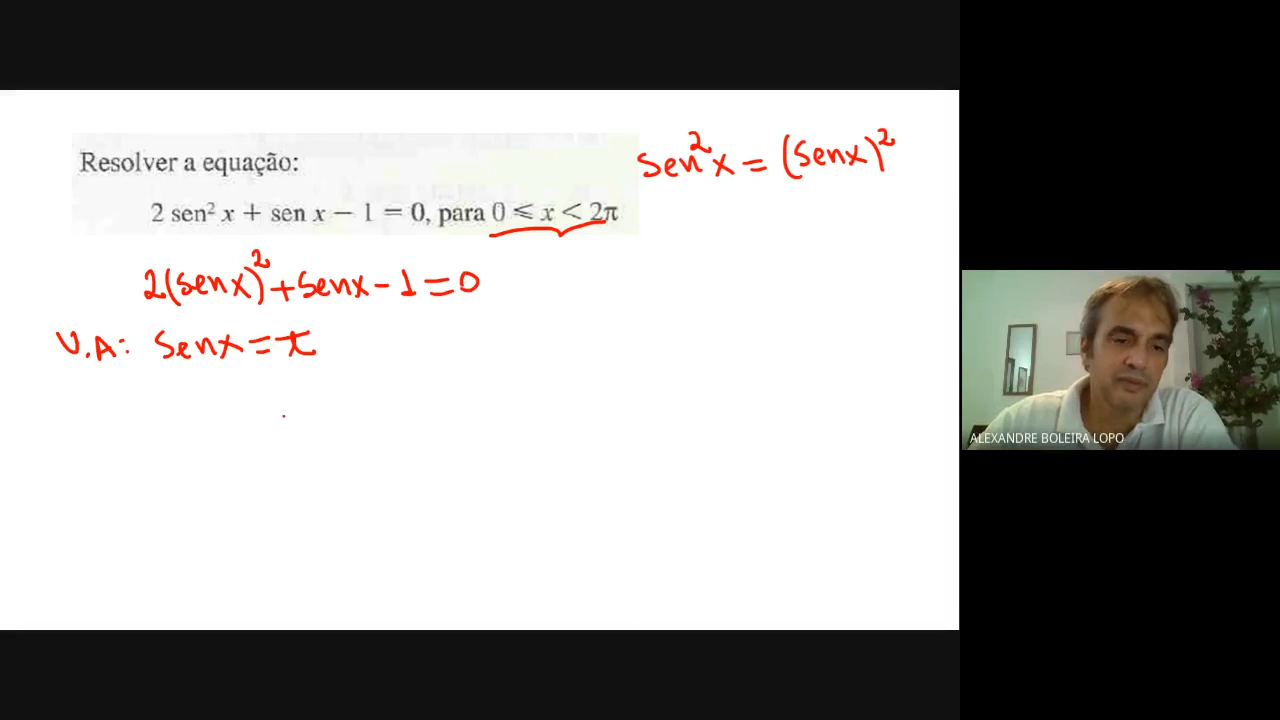 Resolver a equação:
2 sen² x + sen x − 1 = 0, para 0 ⩽ x < 2π
sen²x = (senx)²
2(senx)² + senx − 1 = 0
V.A: senx = t
ALEXANDRE BOLEIRA LOPO